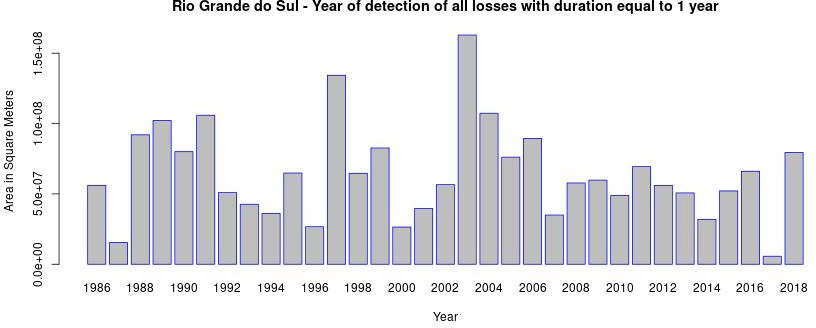 Rio Grande do Sul - Year of detection of all losses with duration equal to 1 year
Area in Square Meters
1.5e+08
1.0e+08
5.0e+07
0.0e+00
1986 1988 1990 1992 1994 1996 1998 2000 2002 2004 2006 2008 2010 2012 2014 2016 2018
Year